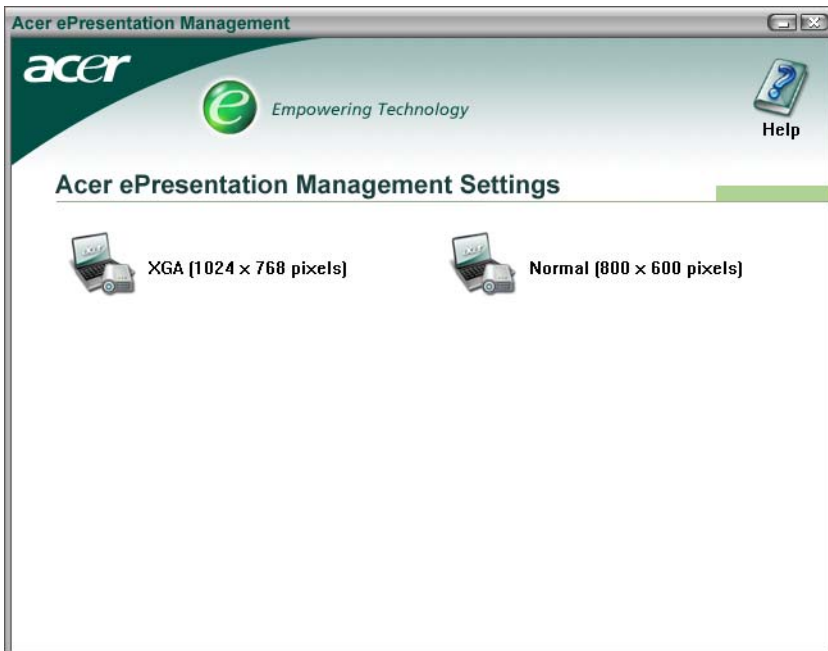 Acer ePresentation Management
acer
e Empowering Technology
Help
Acer ePresentation Management Settings
XGA (1024 x 768 pixels)
Normal (800 x 600 pixels)